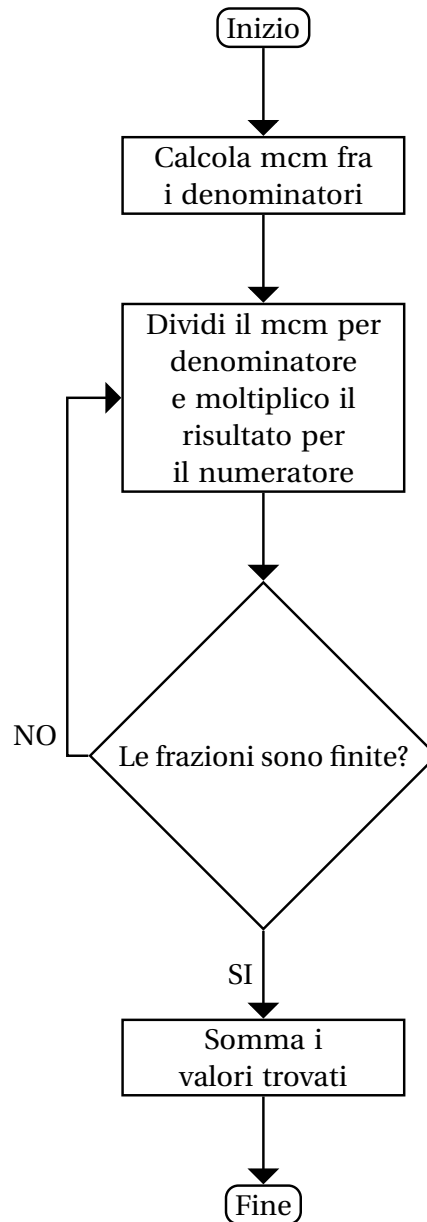 Inizio
Calcola mcm fra
i denominatori
Dividi il mcm per
denominatore
e moltiplico il
risultato per
il numeratore
Le frazioni sono finite?
NO
SI
Somma i
valori trovati
Fine